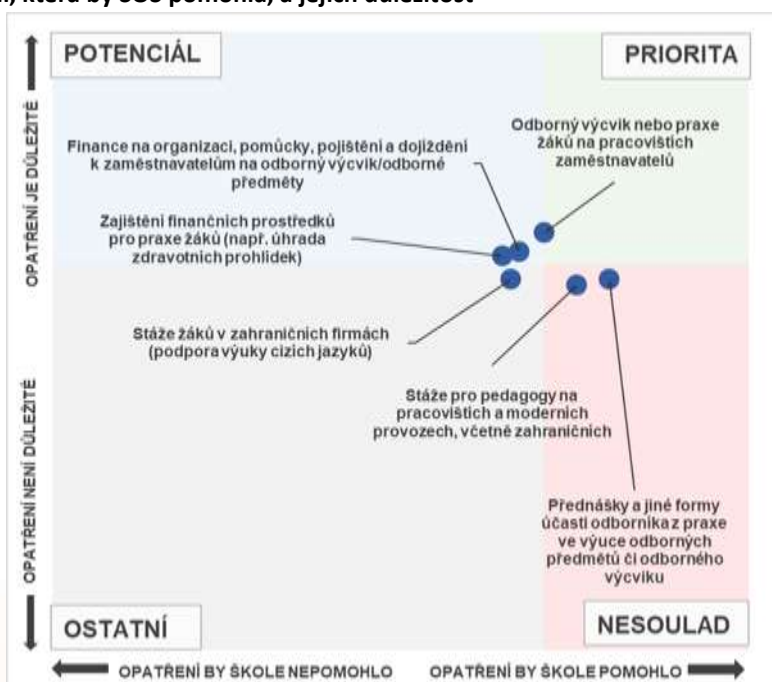 POTENCIÁL
PRIORITA
Odborný výcvik nebo praxe
žáků na pracovištích
zaměstnavatelů
Finance na organizaci, pomůcky, pojištění a dojíždění
k zaměstnavatelům na odborný výcvik/odborné
předměty
Zajištění finančních prostředků
pro praxe žáků (např. úhrada
zdravotních prohlídek)
Stáže žáků v zahraničních firmách
(podpora výuky cizích jazyků)
Stáže pro pedagogy na
pracovištích a moderních
provozech, včetně zahraničních
Přednášky a jiné formy
účasti odborníka z praxe
ve výuce odborných
předmětů či odborného
výcviku
OSTATNÍ
NESOULAD
OPATŘENÍ JE DŮLEŽITÉ
OPATŘENÍ NENÍ DŮLEŽITÉ
OPATŘENÍ BY ŠKOLE NEPOMOHLO
OPATŘENÍ BY ŠKOLE POMOHLO